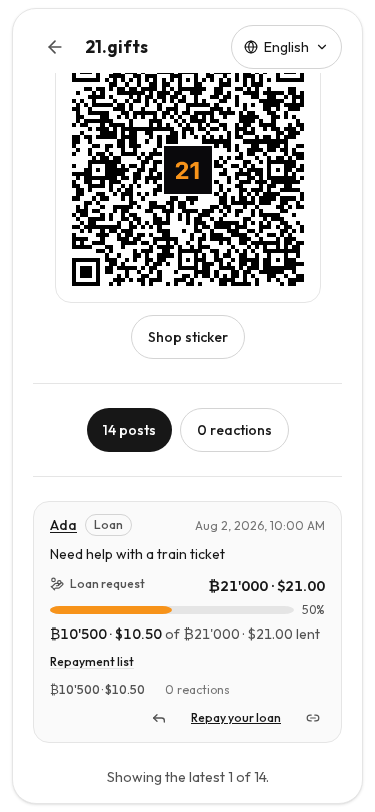 21.gifts
English
21
Shop sticker
14 posts
0 reactions
Ada
Loan
Aug 2, 2026, 10:00 AM
Need help with a train ticket
Loan request
₿21'000 · $21.00
50%
₿10'500 · $10.50 of ₿21'000 · $21.00 lent
Repayment list
₿10'500 · $10.50
0 reactions
Repay your loan
Showing the latest 1 of 14.